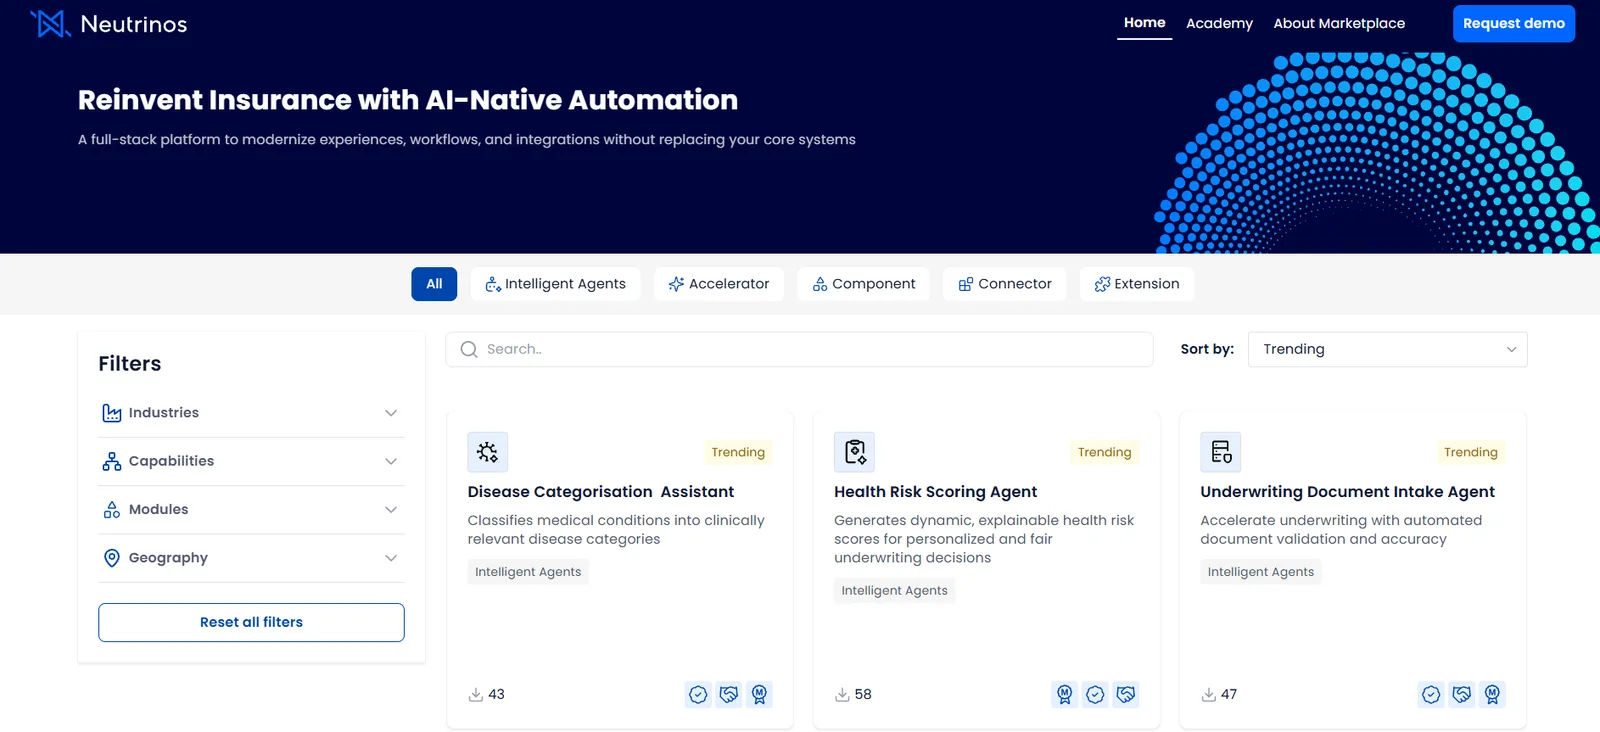 Neutrinos
Home Academy About Marketplace Request demo
Reinvent Insurance with AI-Native Automation
A full-stack platform to modernize experiences, workflows, and integrations without replacing your core systems
All Intelligent Agents Accelerator Component Connector Extension
Filters
Industries
Capabilities
Modules
Geography
Reset all filters
Search..
Sort by: Trending
Trending
Disease Categorisation  Assistant
Classifies medical conditions into clinically
relevant disease categories
Intelligent Agents
43
M
Trending
Health Risk Scoring Agent
Generates dynamic, explainable health risk
scores for personalized and fair
underwriting decisions
Intelligent Agents
58
M
Trending
Underwriting Document Intake Agent
Accelerate underwriting with automated
document validation and accuracy
Intelligent Agents
47
M